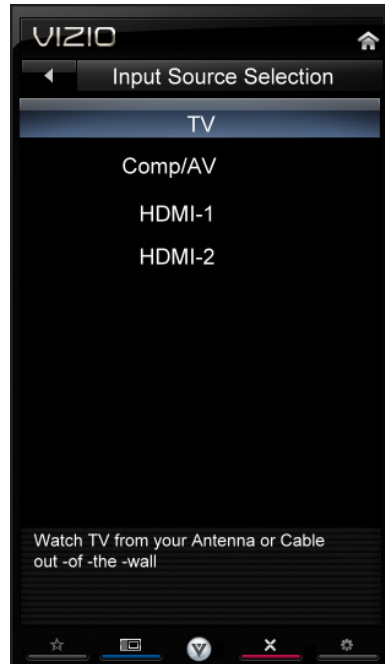 VIZIO
Input Source Selection
TV
Comp/AV
HDMI-1
HDMI-2
Watch TV from your Antenna or Cable
out -of -the -wall
V